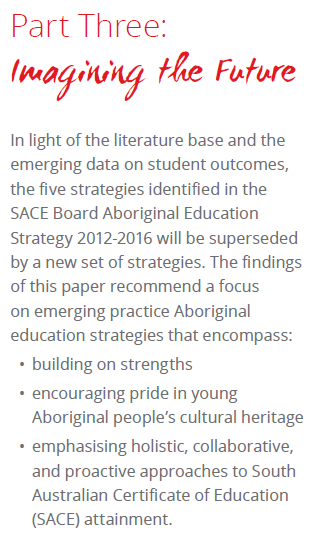 Part Three:
Imagining the Future
In light of the literature base and the
emerging data on student outcomes,
the five strategies identified in the
SACE Board Aboriginal Education
Strategy 2012-2016 will be superseded
by a new set of strategies. The findings
of this paper recommend a focus
on emerging practice Aboriginal
education strategies that encompass:
• building on strengths
• encouraging pride in young
Aboriginal people’s cultural heritage
• emphasising holistic, collaborative,
and proactive approaches to South
Australian Certificate of Education
(SACE) attainment.